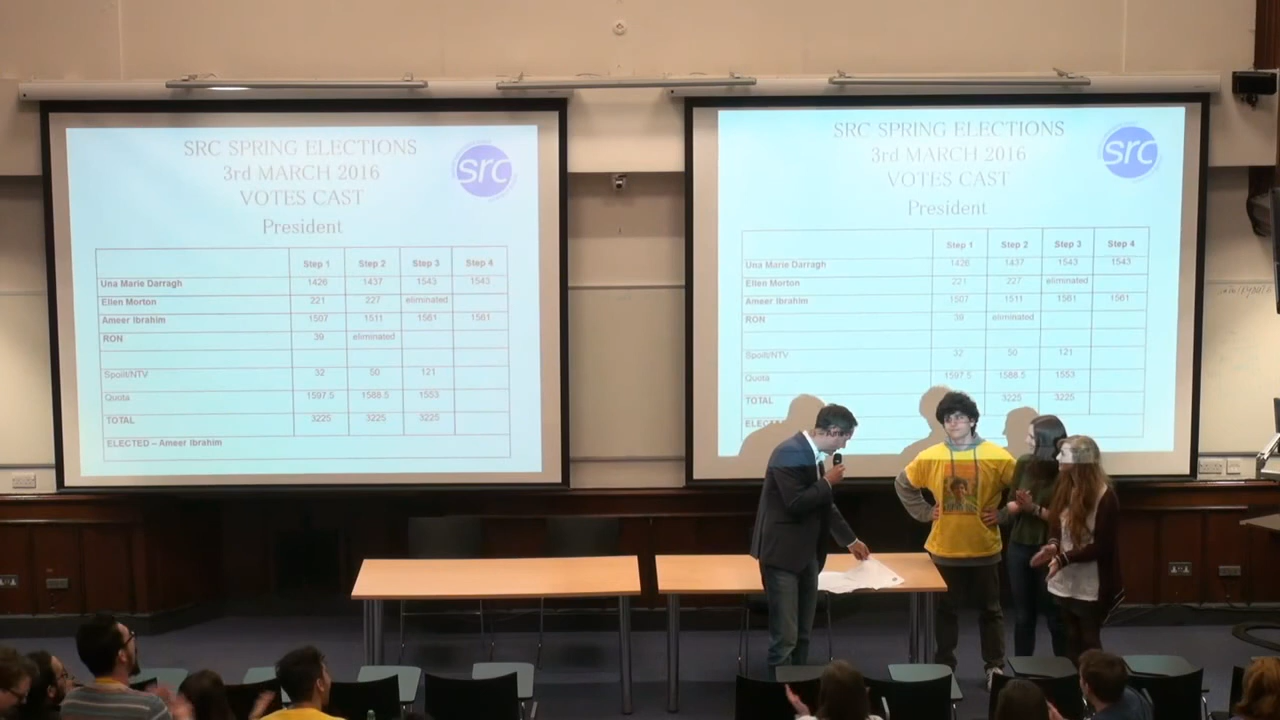 SRC SPRING ELECTIONS
3rd MARCH 2016
VOTES CAST
President
src
Step 1 Step 2 Step 3 Step 4
Una Marie Darragh 1426 1437 1543 1543
Ellen Morton 221 227 eliminated
Ameer Ibrahim 1507 1511 1561 1561
RON 39 eliminated
Spoilt/NTV 32 50 121
Quota 1597.5 1588.5 1553
TOTAL 3225 3225 3225
ELECTED – Ameer Ibrahim
SRC SPRING ELECTIONS
3rd MARCH 2016
VOTES CAST
President
src
Step 1 Step 2 Step 3 Step 4
Una Marie Darragh 1426 1437 1543 1543
Ellen Morton 221 227 eliminated
Ameer Ibrahim 1507 1511 1561 1561
RON 39 eliminated
Spoilt/NTV 32 50 121
Quota 1597.5 1588.5 1553
TOTAL 3225 3225